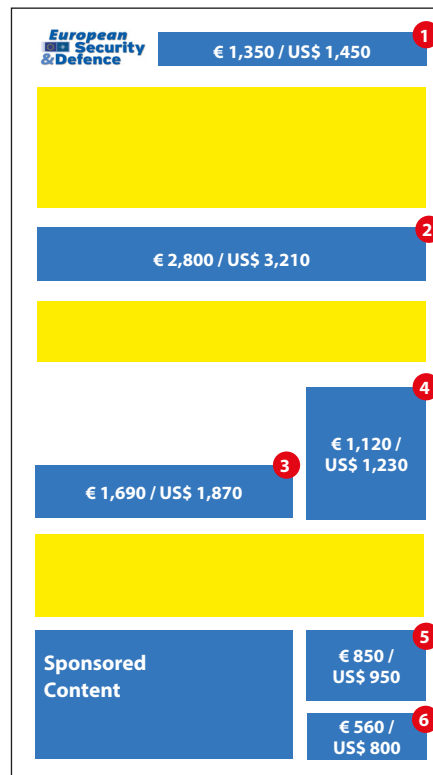 European
Security
&Defence
€ 1,350 / US$ 1,450
1
2
€ 2,800 / US$ 3,210
4
€ 1,120 /
US$ 1,230
3
€ 1,690 / US$ 1,870
5
Sponsored
Content
€ 850 /
US$ 950
6
€ 560 /
US$ 800